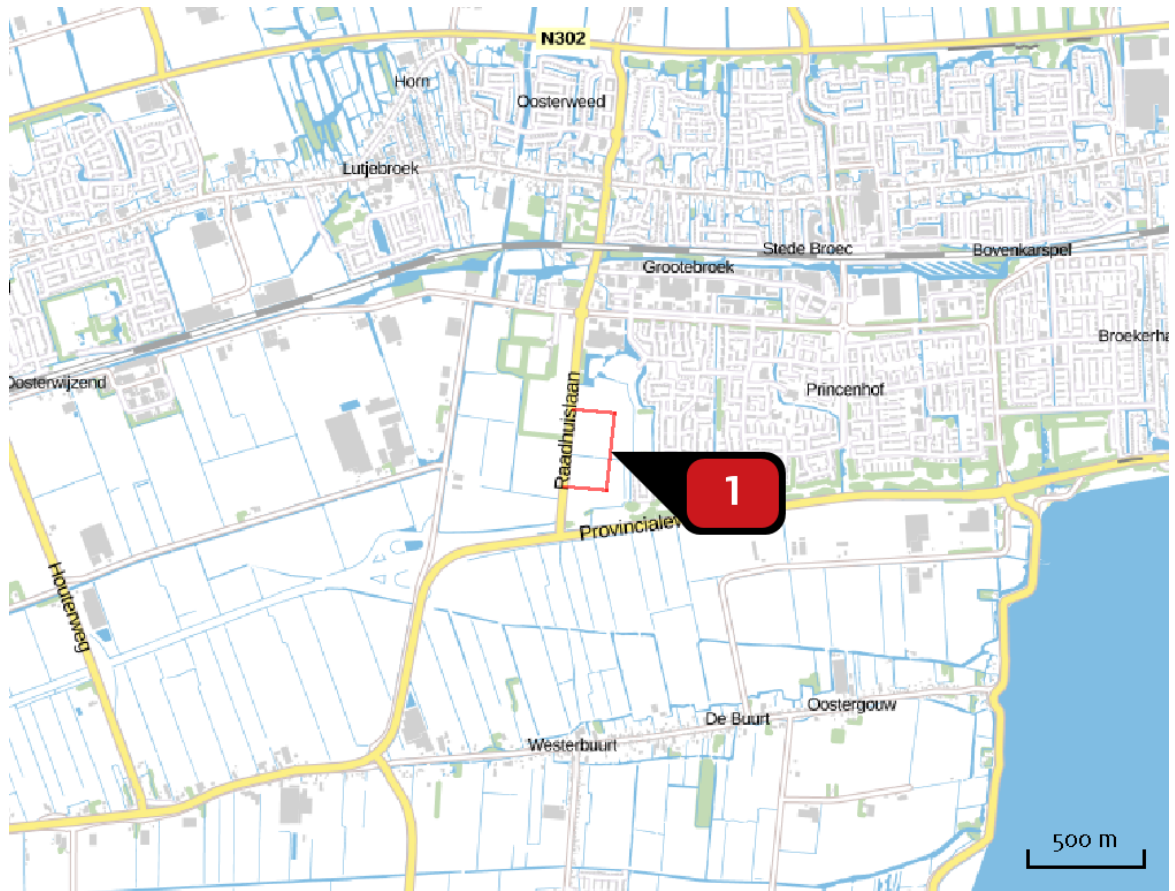 N302
Horn
Oosterweed
Lutjebroek
Stede Broec
Bovenkarspel
Grootebroek
Broekerha
Oosterwijzend
Princenhof
Raadhuislaan
1
Provincialew
Houterweg
Oostergouw
De Buurt
Westerbuurt
500 m